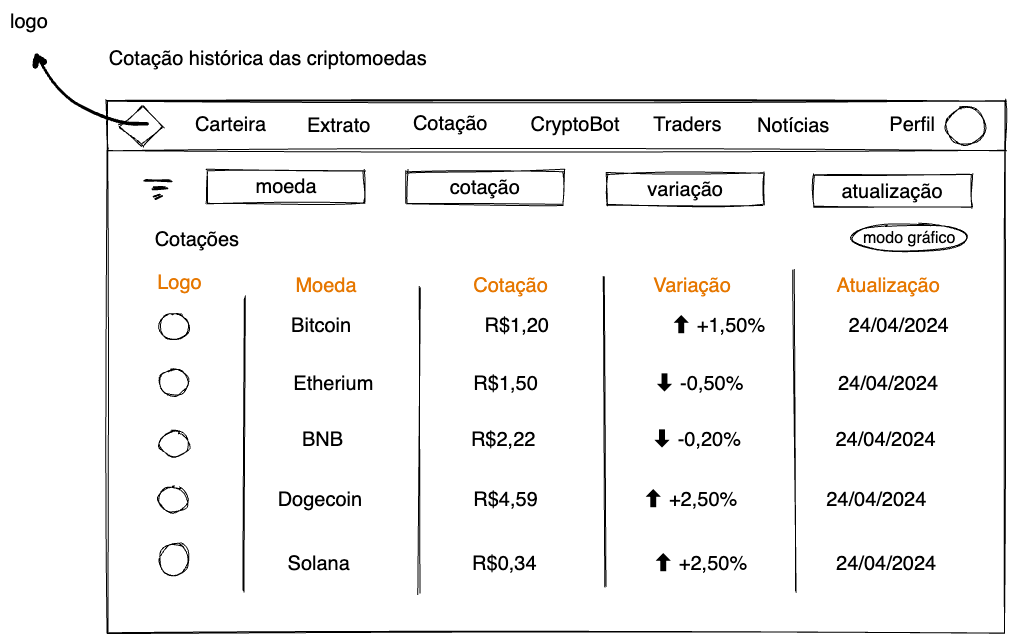 logo
Cotação histórica das criptomoedas
Carteira Extrato Cotação CryptoBot Traders Notícias Perfil
moeda cotação variação atualização
Cotações modo gráfico
Logo Moeda Cotação Variação Atualização
Bitcoin R$1,20 +1,50% 24/04/2024
Etherium R$1,50 -0,50% 24/04/2024
BNB R$2,22 -0,20% 24/04/2024
Dogecoin R$4,59 +2,50% 24/04/2024
Solana R$0,34 +2,50% 24/04/2024